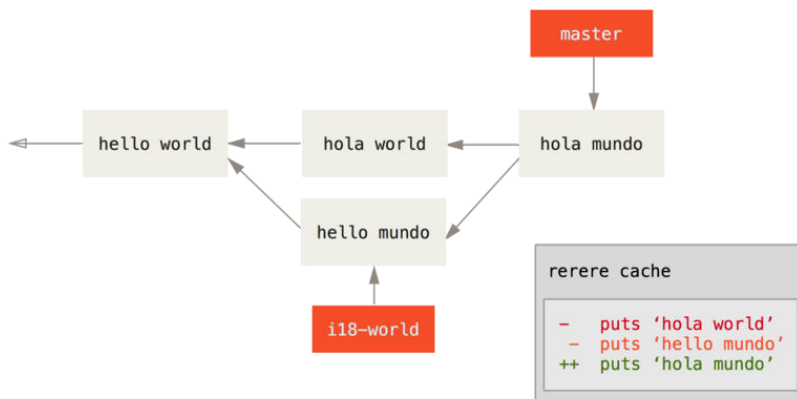 master
hello world
hola world
hola mundo
hello mundo
i18-world
rerere cache
-   puts ‘hola world’
 -  puts ‘hello mundo’
++  puts ‘hola mundo’